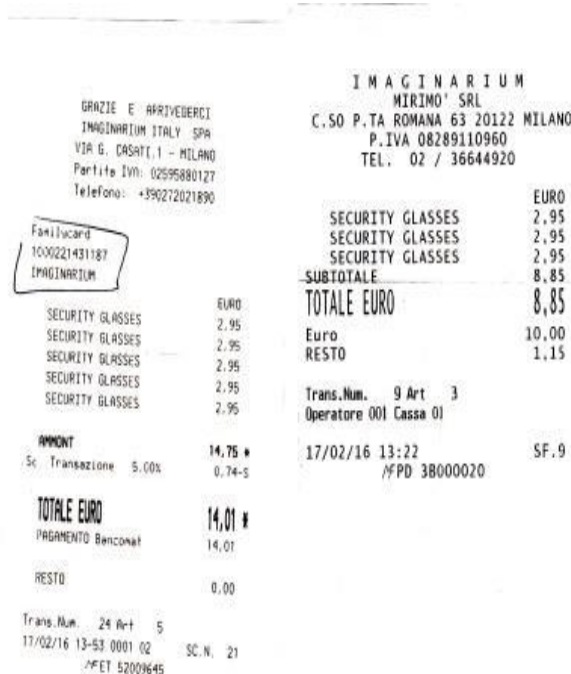 GRAZIE E ARRIVEDERCI
IMAGINARIUM ITALY SPA
VIA G. CASATI,1 - MILANO
Partita IVA: 02595880127
Telefono: +390272021890
Familycard
1000221431187
IMAGINARIUM
EURO
SECURITY GLASSES 2,95
SECURITY GLASSES 2,95
SECURITY GLASSES 2,95
SECURITY GLASSES 2,95
SECURITY GLASSES 2,95
AMMONT 14,75 *
Sc Transazione 5.00% 0,74-S
TOTALE EURO 14,01 *
PAGAMENTO Bancomat 14,01
RESTO 0,00
Trans.Num. 24 Art 5
17/02/16 13-53 0001 02 SC.N. 21
MFET 52009645
IMAGINARIUM
MIRIMO' SRL
C.SO P.TA ROMANA 63 20122 MILANO
P.IVA 08289110960
TEL. 02 / 36644920
EURO
SECURITY GLASSES 2,95
SECURITY GLASSES 2,95
SECURITY GLASSES 2,95
SUBTOTALE 8,85
TOTALE EURO 8,85
Euro 10,00
RESTO 1,15
Trans.Num. 9 Art 3
Operatore 001 Cassa 01
17/02/16 13:22 SF.9
MFPD 3B000020